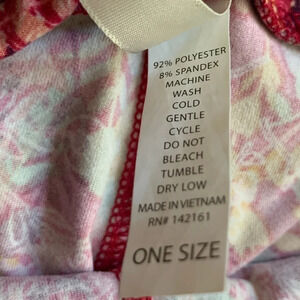 92% POLYESTER
8% SPANDEX
MACHINE
WASH
COLD
GENTLE
CYCLE
DO NOT
BLEACH
TUMBLE
DRY LOW
MADE IN VIETNAM
RN# 142161
ONE SIZE